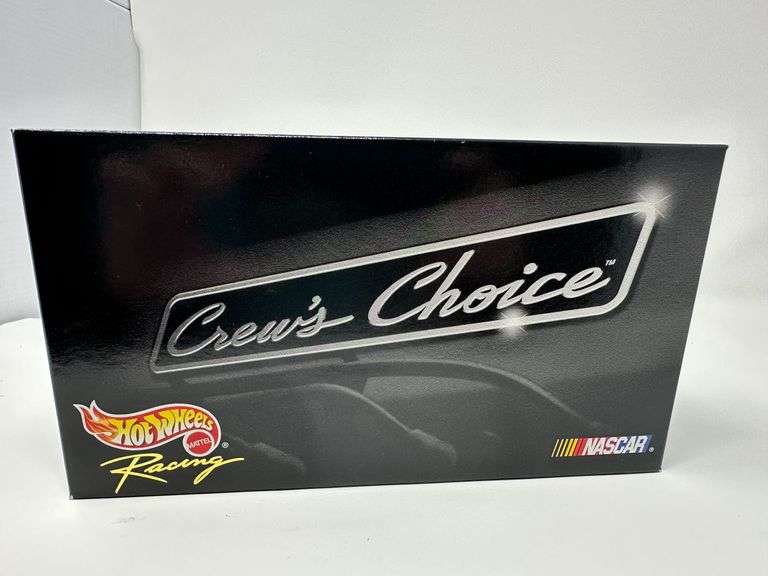 Crew's Choice™
HOT WHEELS®
MATTEL
Racing
NASCAR®